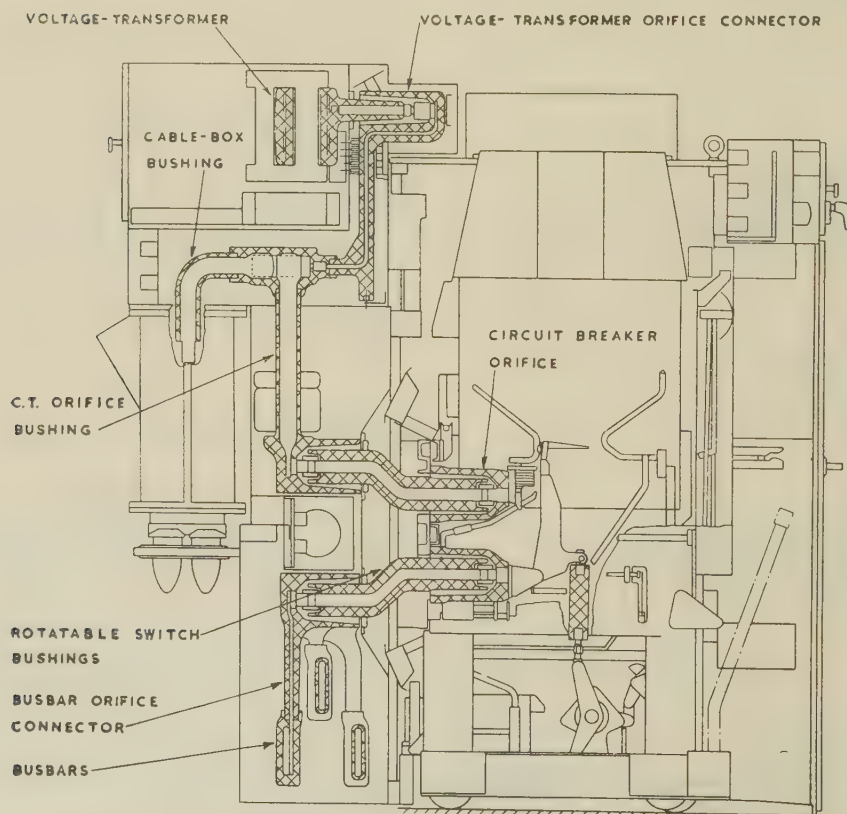 VOLTAGE-TRANSFORMER
VOLTAGE-TRANSFORMER ORIFICE CONNECTOR
CABLE-BOX
BUSHING
CIRCUIT BREAKER
ORIFICE
C.T. ORIFICE
BUSHING
ROTATABLE SWITCH
BUSHINGS
BUSBAR ORIFICE
CONNECTOR
BUSBARS